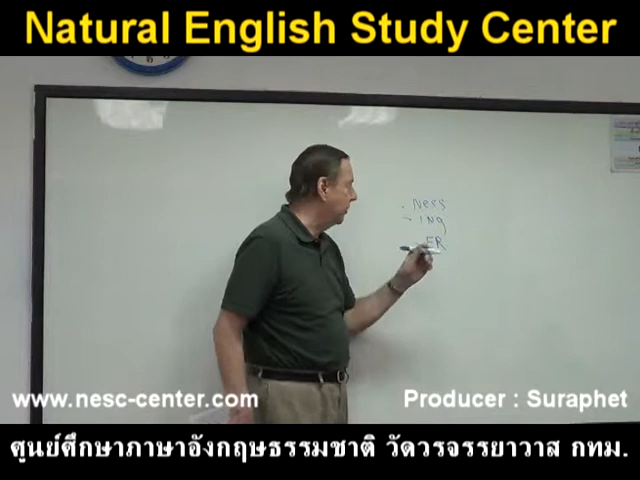 Natural English Study Center
- Ness
- ING
ER
www.nesc-center.com
Producer : Suraphet
ศูนย์ศึกษาภาษาอังกฤษธรรมชาติ วัดวรจรรยาวาส กทม.